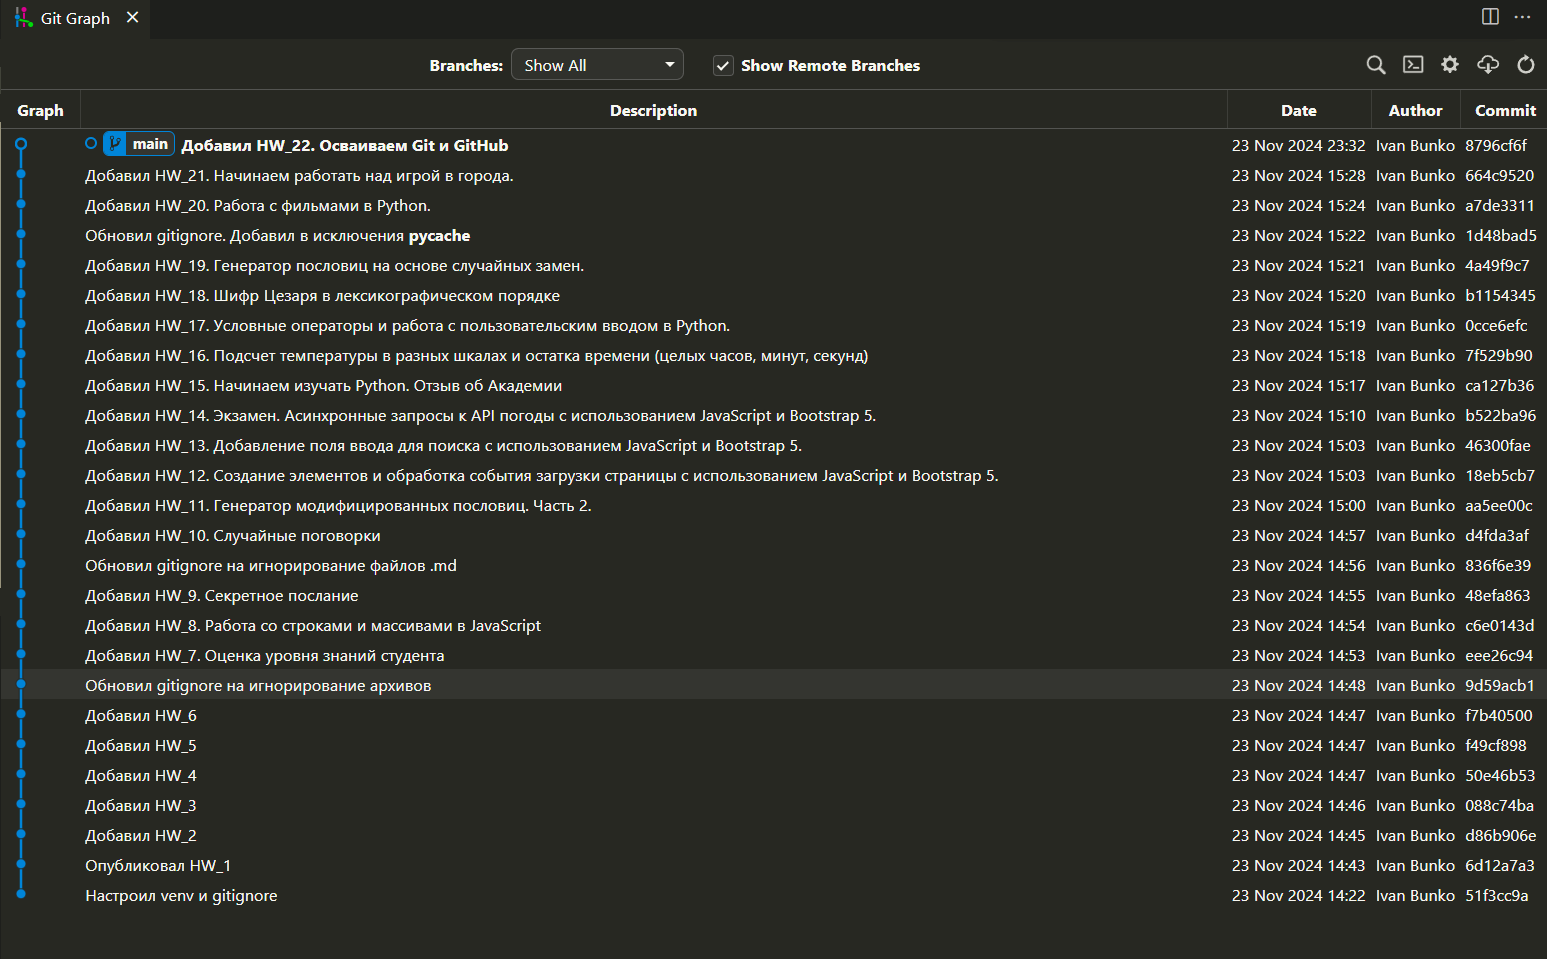 Git Graph
Branches: Show All Show Remote Branches
Graph Description Date Author Commit
main Добавил HW_22. Осваиваем Git и GitHub 23 Nov 2024 23:32 Ivan Bunko 8796cf6f
Добавил HW_21. Начинаем работать над игрой в города. 23 Nov 2024 15:28 Ivan Bunko 664c9520
Добавил HW_20. Работа с фильмами в Python. 23 Nov 2024 15:24 Ivan Bunko a7de3311
Обновил gitignore. Добавил в исключения pycache 23 Nov 2024 15:22 Ivan Bunko 1d48bad5
Добавил HW_19. Генератор пословиц на основе случайных замен. 23 Nov 2024 15:21 Ivan Bunko 4a49f9c7
Добавил HW_18. Шифр Цезаря в лексикографическом порядке 23 Nov 2024 15:20 Ivan Bunko b1154345
Добавил HW_17. Условные операторы и работа с пользовательским вводом в Python. 23 Nov 2024 15:19 Ivan Bunko 0cce6efc
Добавил HW_16. Подсчет температуры в разных шкалах и остатка времени (целых часов, минут, секунд) 23 Nov 2024 15:18 Ivan Bunko 7f529b90
Добавил HW_15. Начинаем изучать Python. Отзыв об Академии 23 Nov 2024 15:17 Ivan Bunko ca127b36
Добавил HW_14. Экзамен. Асинхронные запросы к API погоды с использованием JavaScript и Bootstrap 5. 23 Nov 2024 15:10 Ivan Bunko b522ba96
Добавил HW_13. Добавление поля ввода для поиска с использованием JavaScript и Bootstrap 5. 23 Nov 2024 15:03 Ivan Bunko 46300fae
Добавил HW_12. Создание элементов и обработка события загрузки страницы с использованием JavaScript и Bootstrap 5. 23 Nov 2024 15:03 Ivan Bunko 18eb5cb7
Добавил HW_11. Генератор модифицированных пословиц. Часть 2. 23 Nov 2024 15:00 Ivan Bunko aa5ee00c
Добавил HW_10. Случайные поговорки 23 Nov 2024 14:57 Ivan Bunko d4fda3af
Обновил gitignore на игнорирование файлов .md 23 Nov 2024 14:56 Ivan Bunko 836f6e39
Добавил HW_9. Секретное послание 23 Nov 2024 14:55 Ivan Bunko 48efa863
Добавил HW_8. Работа со строками и массивами в JavaScript 23 Nov 2024 14:54 Ivan Bunko c6e0143d
Добавил HW_7. Оценка уровня знаний студента 23 Nov 2024 14:53 Ivan Bunko eee26c94
Обновил gitignore на игнорирование архивов 23 Nov 2024 14:48 Ivan Bunko 9d59acb1
Добавил HW_6 23 Nov 2024 14:47 Ivan Bunko f7b40500
Добавил HW_5 23 Nov 2024 14:47 Ivan Bunko f49cf898
Добавил HW_4 23 Nov 2024 14:47 Ivan Bunko 50e46b53
Добавил HW_3 23 Nov 2024 14:46 Ivan Bunko 088c74ba
Добавил HW_2 23 Nov 2024 14:45 Ivan Bunko d86b906e
Опубликовал HW_1 23 Nov 2024 14:43 Ivan Bunko 6d12a7a3
Настроил venv и gitignore 23 Nov 2024 14:22 Ivan Bunko 51f3cc9a